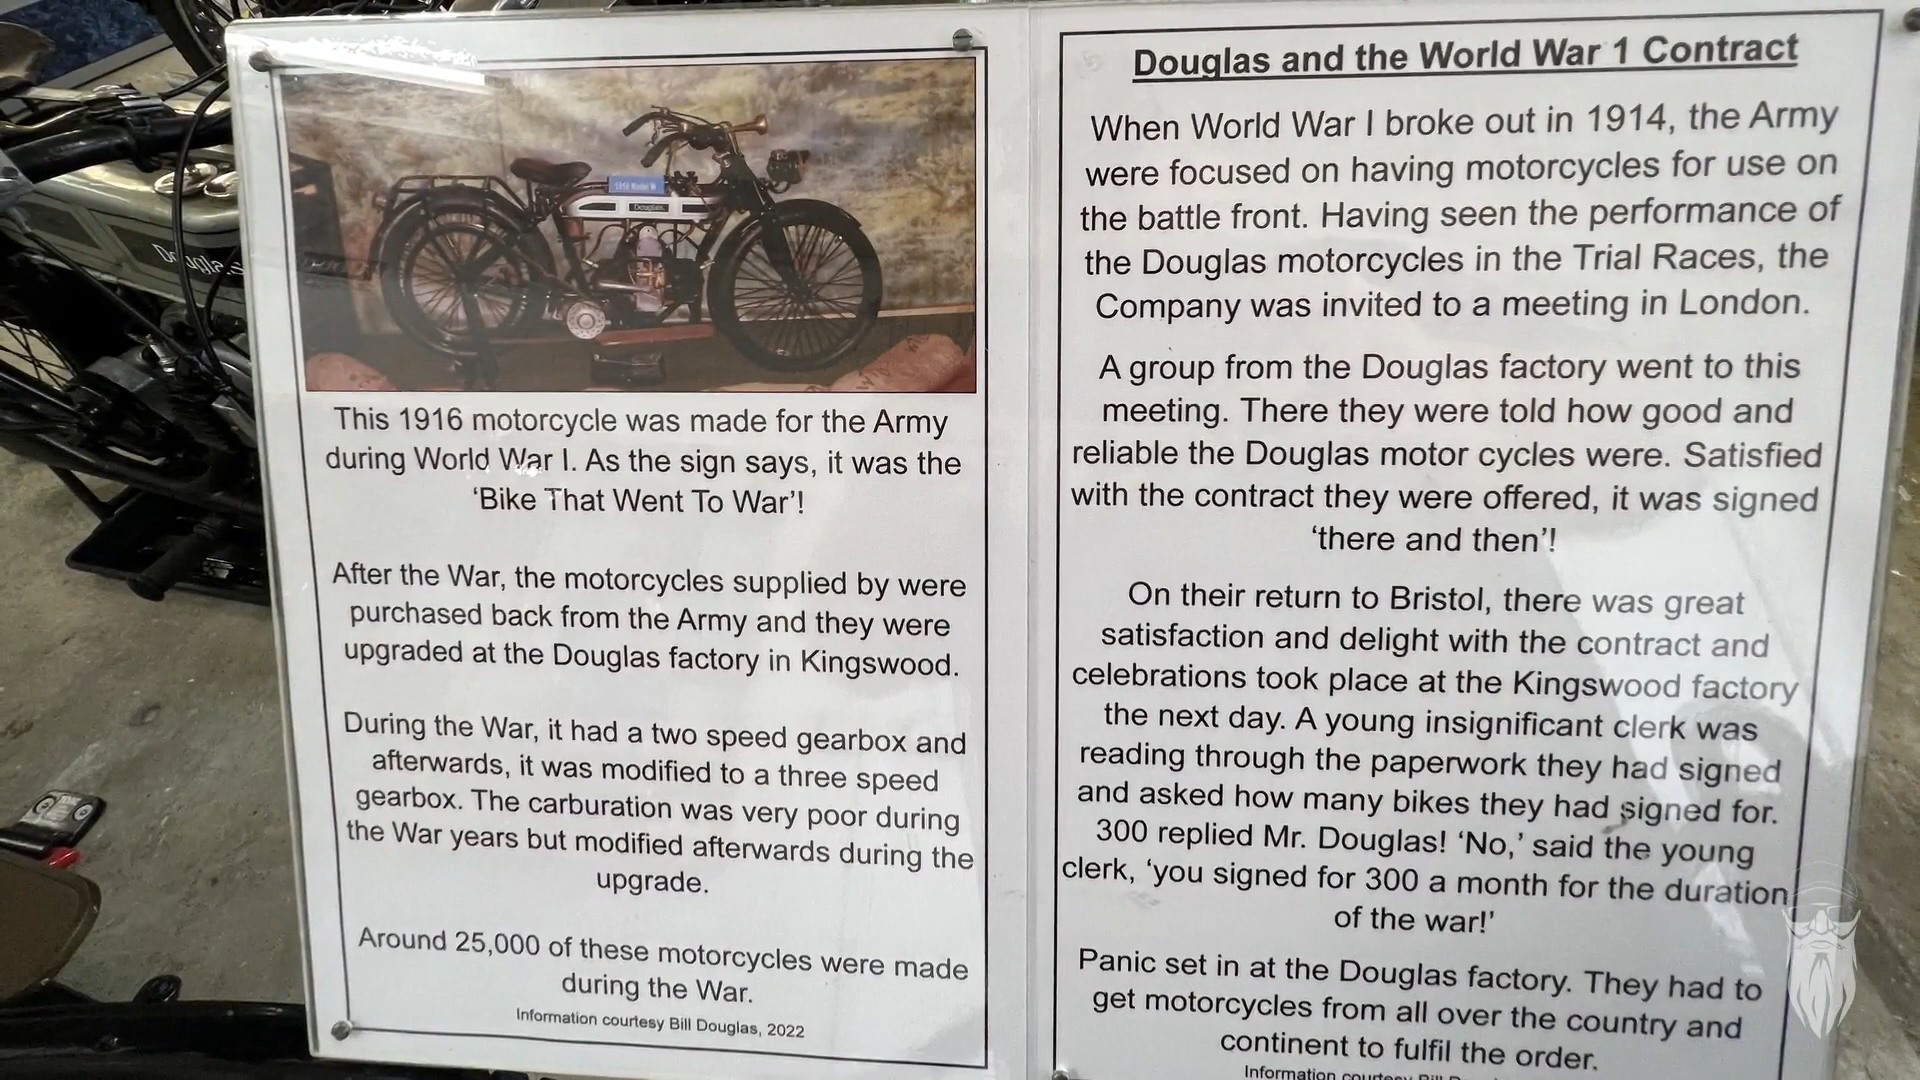 Douglas
1916 Model W
Douglas
This 1916 motorcycle was made for the Army
during World War I. As the sign says, it was the
‘Bike That Went To War’!
After the War, the motorcycles supplied by were
purchased back from the Army and they were
upgraded at the Douglas factory in Kingswood.
During the War, it had a two speed gearbox and
afterwards, it was modified to a three speed
gearbox. The carburation was very poor during
the War years but modified afterwards during the
upgrade.
Around 25,000 of these motorcycles were made
during the War.
Information courtesy Bill Douglas, 2022
Douglas and the World War 1 Contract
When World War I broke out in 1914, the Army
were focused on having motorcycles for use on
the battle front. Having seen the performance of
the Douglas motorcycles in the Trial Races, the
Company was invited to a meeting in London.
A group from the Douglas factory went to this
meeting. There they were told how good and
reliable the Douglas motor cycles were. Satisfied
with the contract they were offered, it was signed
‘there and then’!
On their return to Bristol, there was great
satisfaction and delight with the contract and
celebrations took place at the Kingswood factory
the next day. A young insignificant clerk was
reading through the paperwork they had signed
and asked how many bikes they had signed for.
300 replied Mr. Douglas! ‘No,’ said the young
clerk, ‘you signed for 300 a month for the duration
of the war!’
Panic set in at the Douglas factory. They had to
get motorcycles from all over the country and
continent to fulfil the order.
Information courtesy Bill